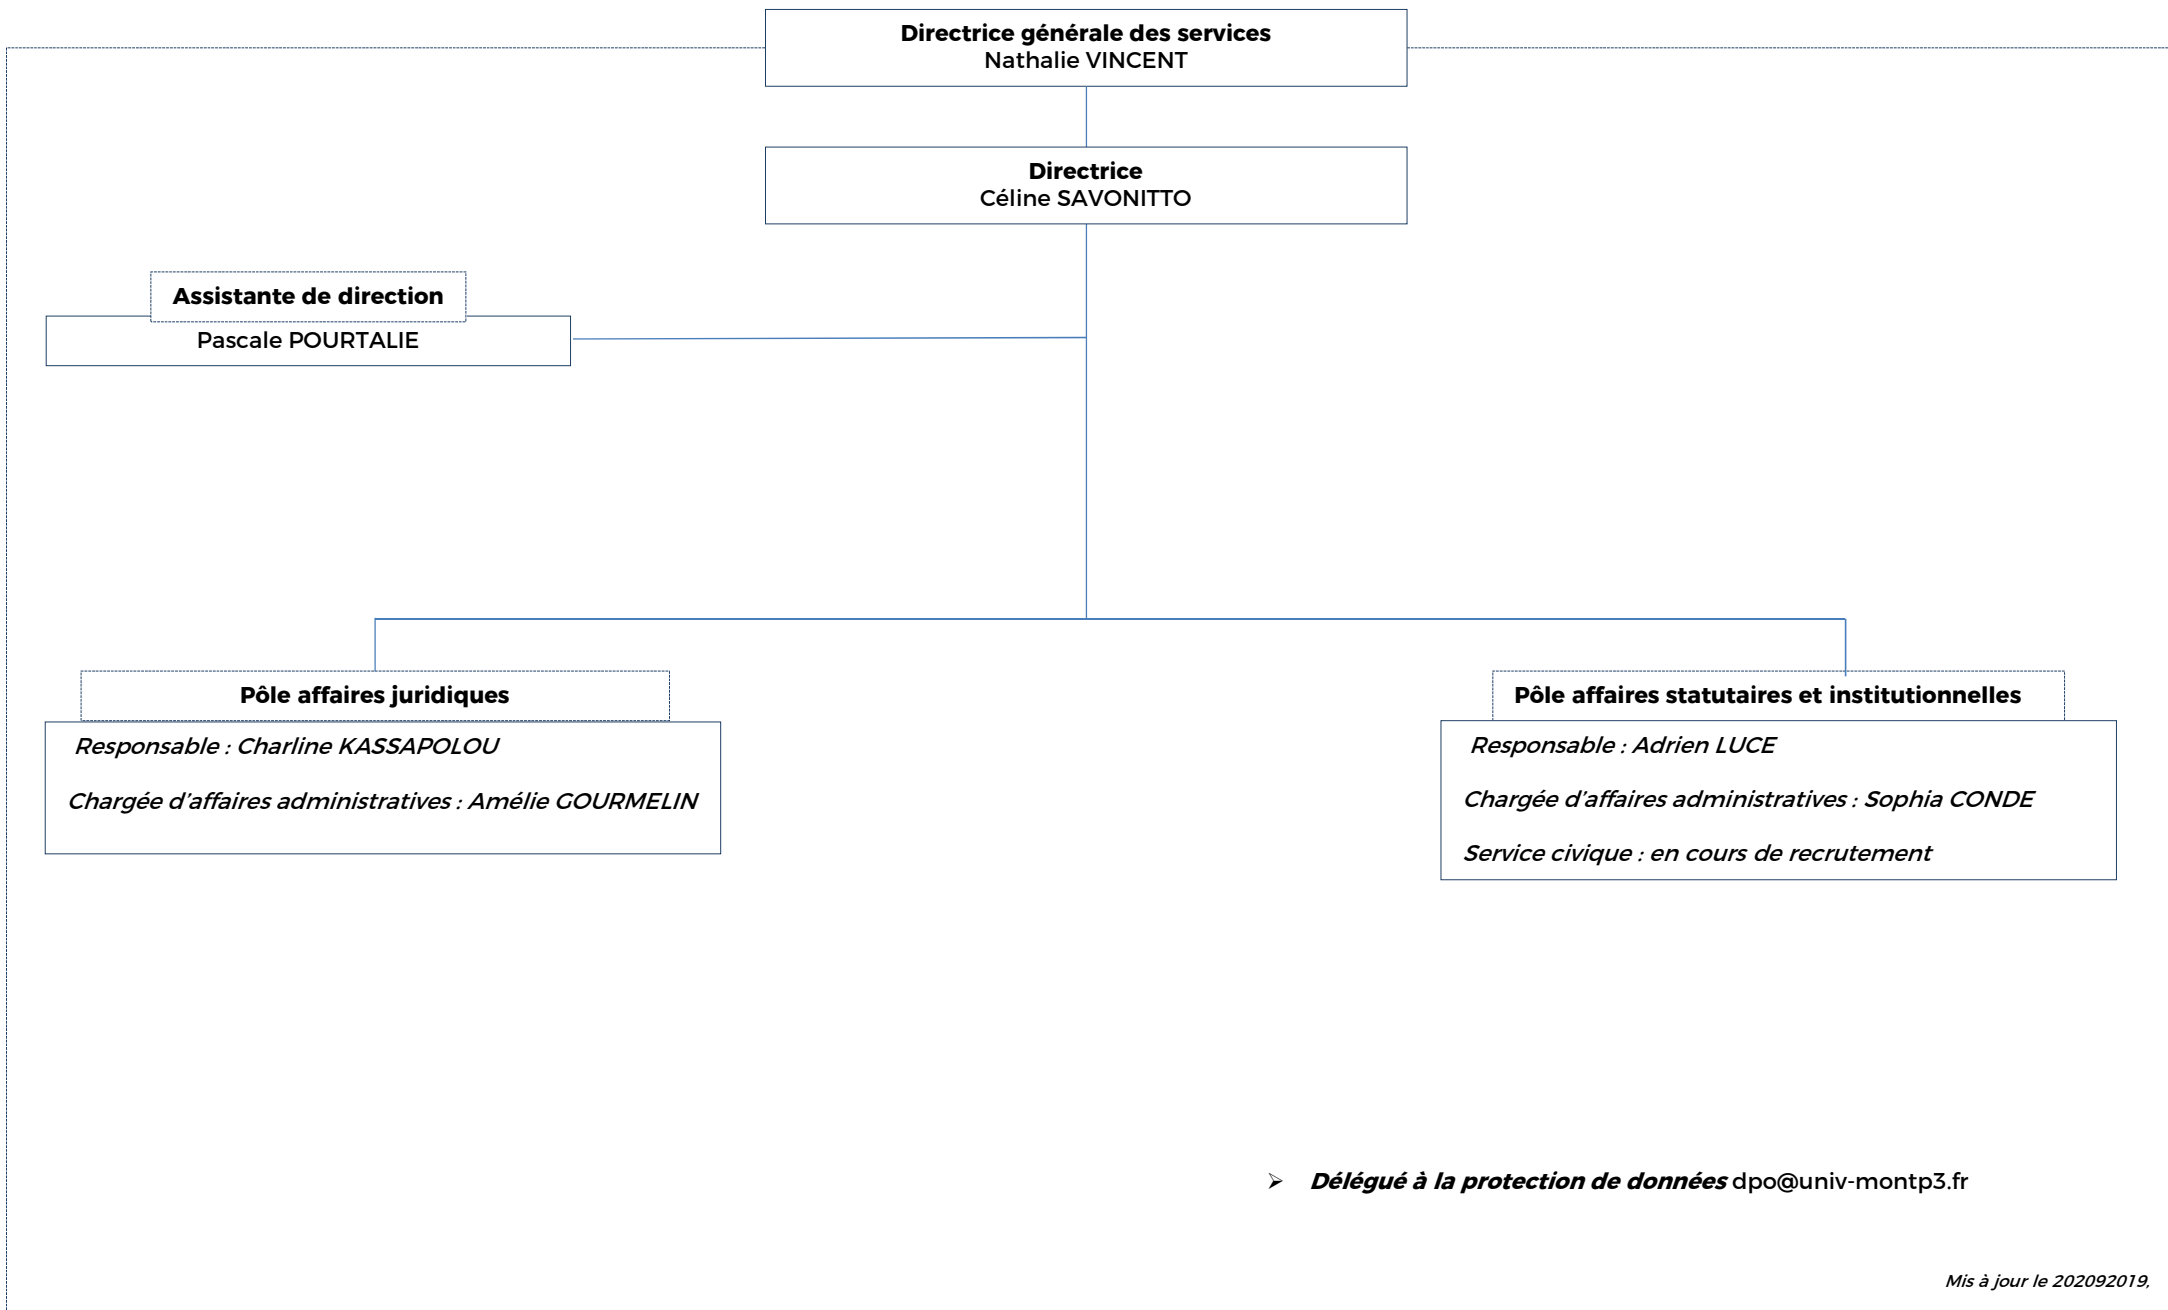 Directrice générale des services
Nathalie VINCENT
Directrice
Céline SAVONITTO
Assistante de direction
Pascale POURTALIE
Pôle affaires juridiques
Responsable : Charline KASSAPOLOU
Chargée d’affaires administratives : Amélie GOURMELIN
Pôle affaires statutaires et institutionnelles
Responsable : Adrien LUCE
Chargée d’affaires administratives : Sophia CONDE
Service civique : en cours de recrutement
➢ Délégué à la protection de données dpo@univ-montp3.fr
Mis à jour le 202092019,